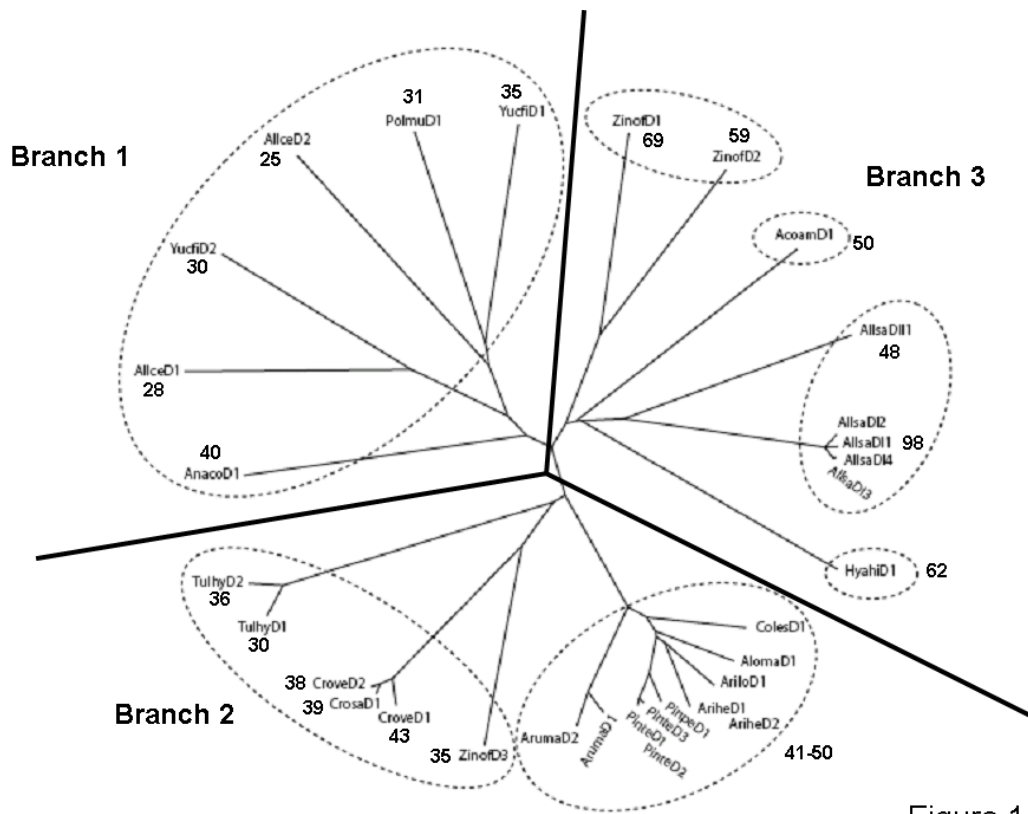 Branch 1
AllceD2
25
31
PolmuD1
35
YucfiD1
YucfiD2
30
AllceD1
28
40
AnacoD1
ZinofD1
69
59
ZinofD2
Branch 3
AcoamD1
50
AllsaDII1
48
AllsaDI2
AllsaDI1
98
AllsaDI4
AllsaDI3
HyahiD1
62
TulhyD2
36
TulhyD1
30
Branch 2
38
CroveD2
39
CrosaD1
CroveD1
43
35
ZinofD3
ColesD1
AlomaD1
AriloD1
AriheD1
AriheD2
PinpeD1
PinteD3
PinteD1
PinteD2
ArumaD1
ArumaD2
41-50
Figure 1